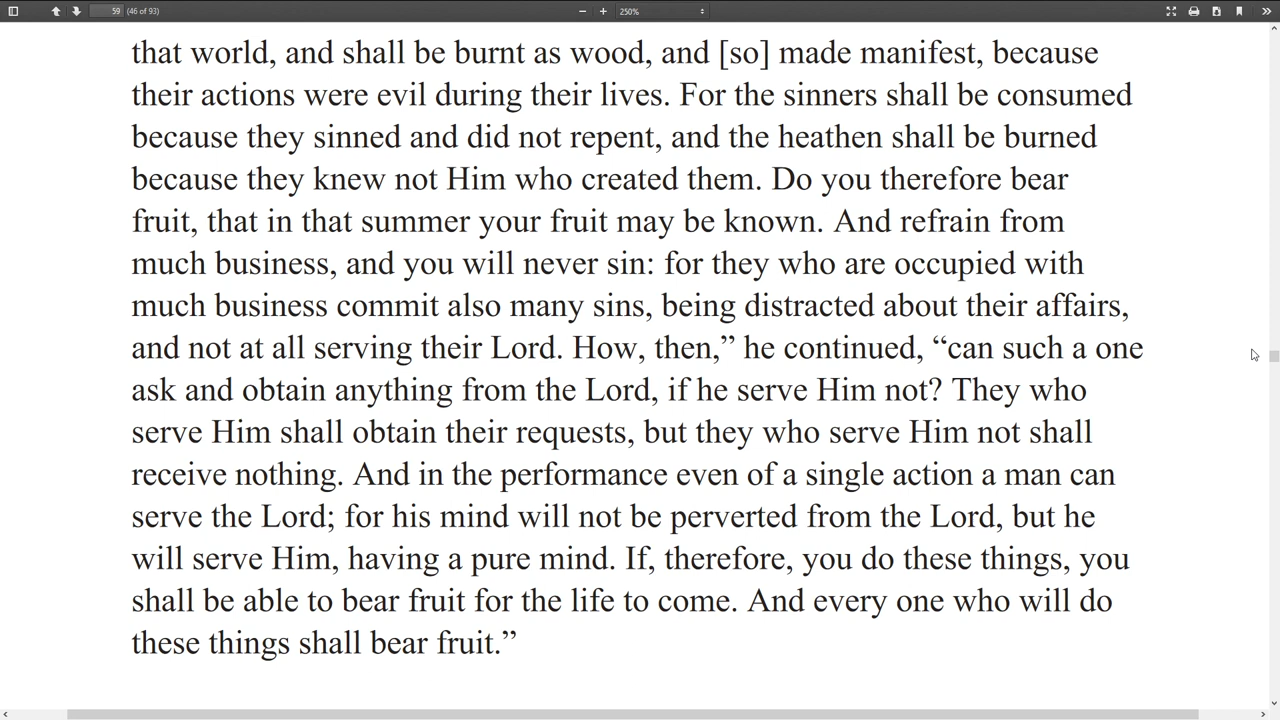 59 (46 of 93) 250%
that world, and shall be burnt as wood, and [so] made manifest, because
their actions were evil during their lives. For the sinners shall be consumed
because they sinned and did not repent, and the heathen shall be burned
because they knew not Him who created them. Do you therefore bear
fruit, that in that summer your fruit may be known. And refrain from
much business, and you will never sin: for they who are occupied with
much business commit also many sins, being distracted about their affairs,
and not at all serving their Lord. How, then,” he continued, “can such a one
ask and obtain anything from the Lord, if he serve Him not? They who
serve Him shall obtain their requests, but they who serve Him not shall
receive nothing. And in the performance even of a single action a man can
serve the Lord; for his mind will not be perverted from the Lord, but he
will serve Him, having a pure mind. If, therefore, you do these things, you
shall be able to bear fruit for the life to come. And every one who will do
these things shall bear fruit.”